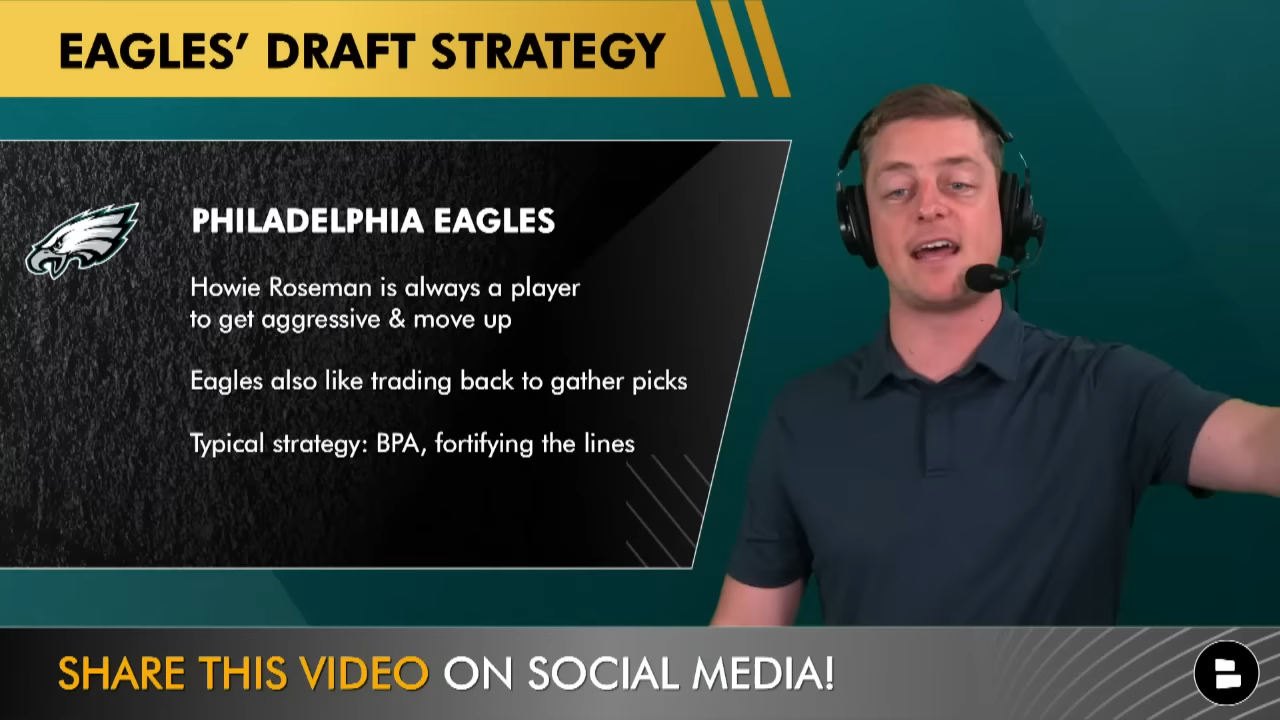 EAGLES' DRAFT STRATEGY
PHILADELPHIA EAGLES
Howie Roseman is always a player
to get aggressive & move up
Eagles also like trading back to gather picks
Typical strategy: BPA, fortifying the lines
SHARE THIS VIDEO ON SOCIAL MEDIA!